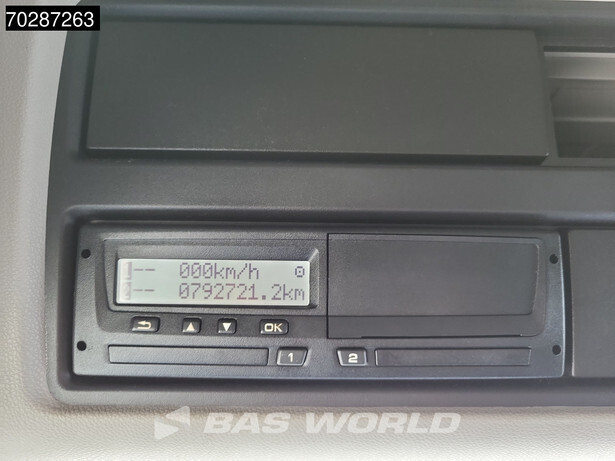 70287263
-- 000km/h
-- 0792721.2km
OK
1 2
BAS WORLD